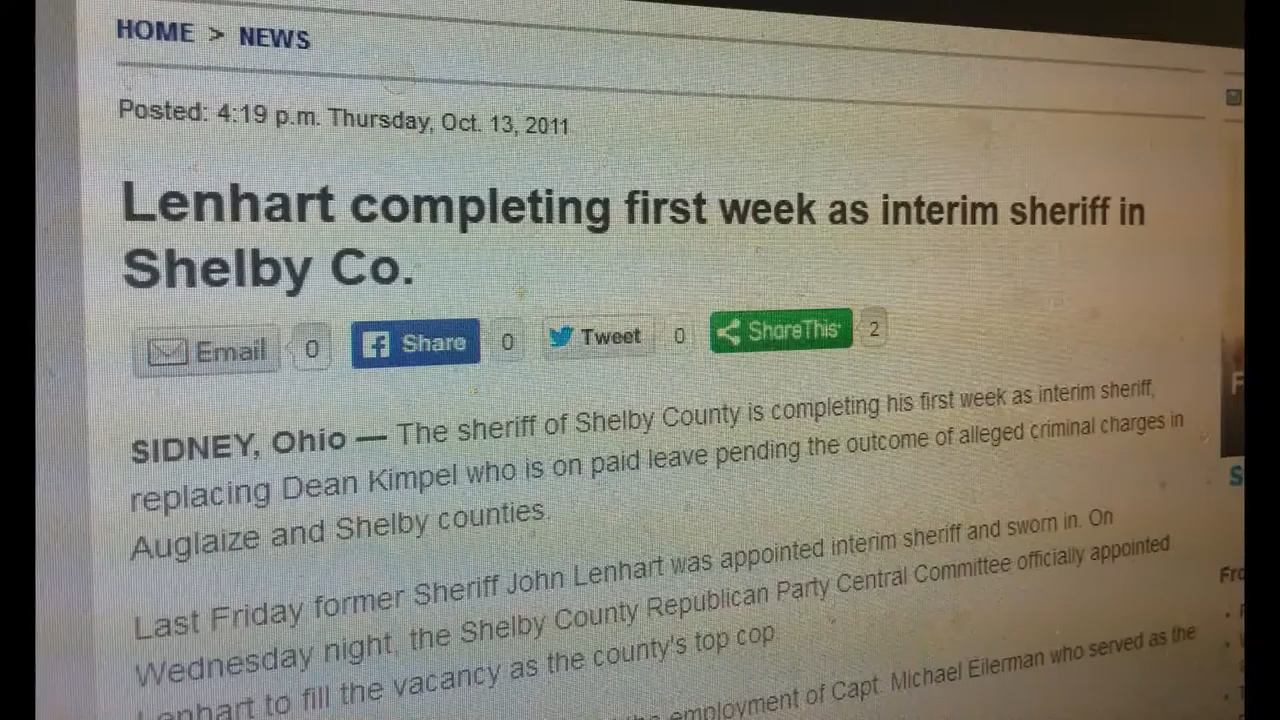 HOME > NEWS
Posted: 4:19 p.m. Thursday, Oct. 13, 2011
Lenhart completing first week as interim sheriff in
Shelby Co.
Email 0 Share 0 Tweet 0 ShareThis 2
SIDNEY, Ohio — The sheriff of Shelby County is completing his first week as interim sheriff,
replacing Dean Kimpel who is on paid leave pending the outcome of alleged criminal charges in
Auglaize and Shelby counties.
Last Friday former Sheriff John Lenhart was appointed interim sheriff and sworn in. On
Wednesday night, the Shelby County Republican Party Central Committee officially appointed
Lenhart to fill the vacancy as the county's top cop
employment of Capt. Michael Eilerman who served as the